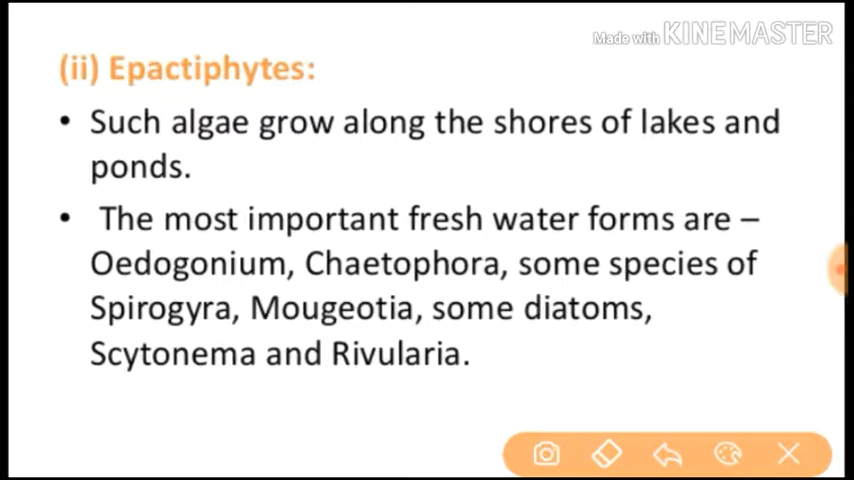 Made with KINEMASTER
(ii) Epactiphytes:
• Such algae grow along the shores of lakes and
ponds.
• The most important fresh water forms are –
Oedogonium, Chaetophora, some species of
Spirogyra, Mougeotia, some diatoms,
Scytonema and Rivularia.